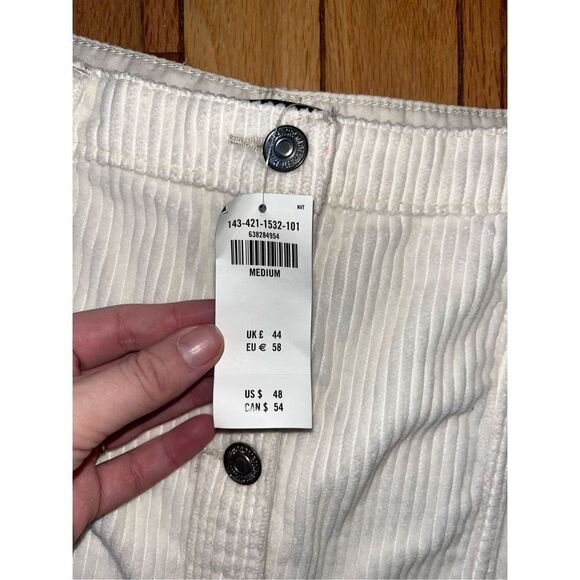 NVT
143-421-1532-101
638284954
MEDIUM
UK £ 44
EU € 58
US $ 48
CAN $ 54